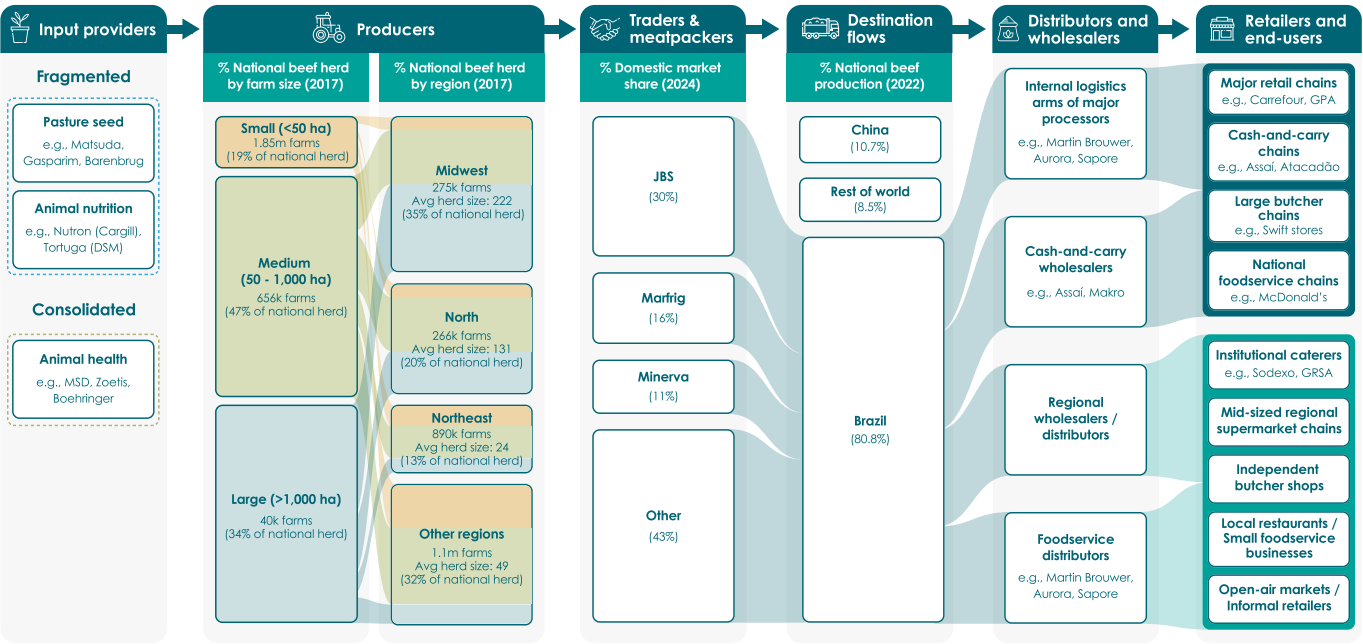 Input providers
Fragmented
Pasture seed
e.g., Matsuda,
Gasparim, Barenbrug
Animal nutrition
e.g., Nutron (Cargill),
Tortuga (DSM)
Consolidated
Animal health
e.g., MSD, Zoetis,
Boehringer
Producers
% National beef herd
by farm size (2017)
Small (<50 ha)
1.85m farms
(19% of national herd)
Medium
(50 - 1,000 ha)
656k farms
(47% of national herd)
Large (>1,000 ha)
40k farms
(34% of national herd)
% National beef herd
by region (2017)
Midwest
275k farms
Avg herd size: 222
(35% of national herd)
North
266k farms
Avg herd size: 131
(20% of national herd)
Northeast
890k farms
Avg herd size: 24
(13% of national herd)
Other regions
1.1m farms
Avg herd size: 49
(32% of national herd)
Traders &
meatpackers
% Domestic market
share (2024)
JBS
(30%)
Marfrig
(16%)
Minerva
(11%)
Other
(43%)
Destination
flows
% National beef
production (2022)
China
(10.7%)
Rest of world
(8.5%)
Brazil
(80.8%)
Distributors and
wholesalers
Internal logistics
arms of major
processors
e.g., Martin Brouwer,
Aurora, Sapore
Cash-and-carry
wholesalers
e.g., Assaí, Makro
Regional
wholesalers /
distributors
Foodservice
distributors
e.g., Martin Brouwer,
Aurora, Sapore
Retailers and
end-users
Major retail chains
e.g., Carrefour, GPA
Cash-and-carry
chains
e.g., Assaí, Atacadão
Large butcher
chains
e.g., Swift stores
National
foodservice chains
e.g., McDonald's
Institutional caterers
e.g., Sodexo, GRSA
Mid-sized regional
supermarket chains
Independent
butcher shops
Local restaurants /
Small foodservice
businesses
Open-air markets /
Informal retailers